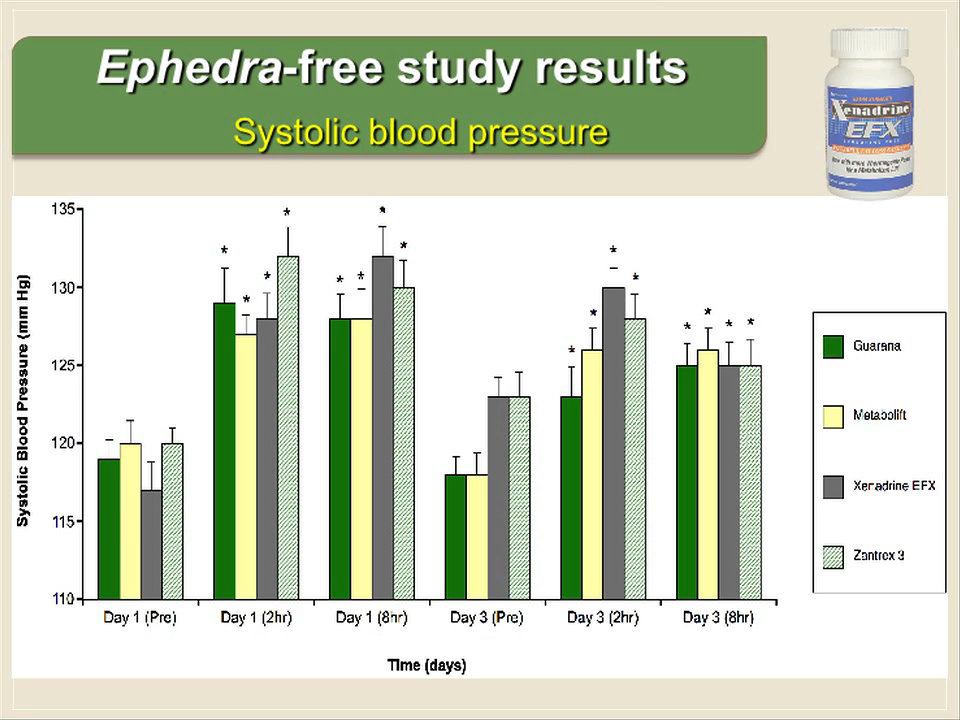 Ephedra-free study results
Systolic blood pressure
Xenadrine
EFX
135
130
125
120
115
110
Systolic Blood Pressure (mm Hg)
* * * *
* * * *
* * * *
* * * *
Day 1 (Pre) Day 1 (2hr) Day 1 (8hr) Day 3 (Pre) Day 3 (2hr) Day 3 (8hr)
Time (days)
Guarana
Metabolift
Xenadrine EFX
Zantrex 3